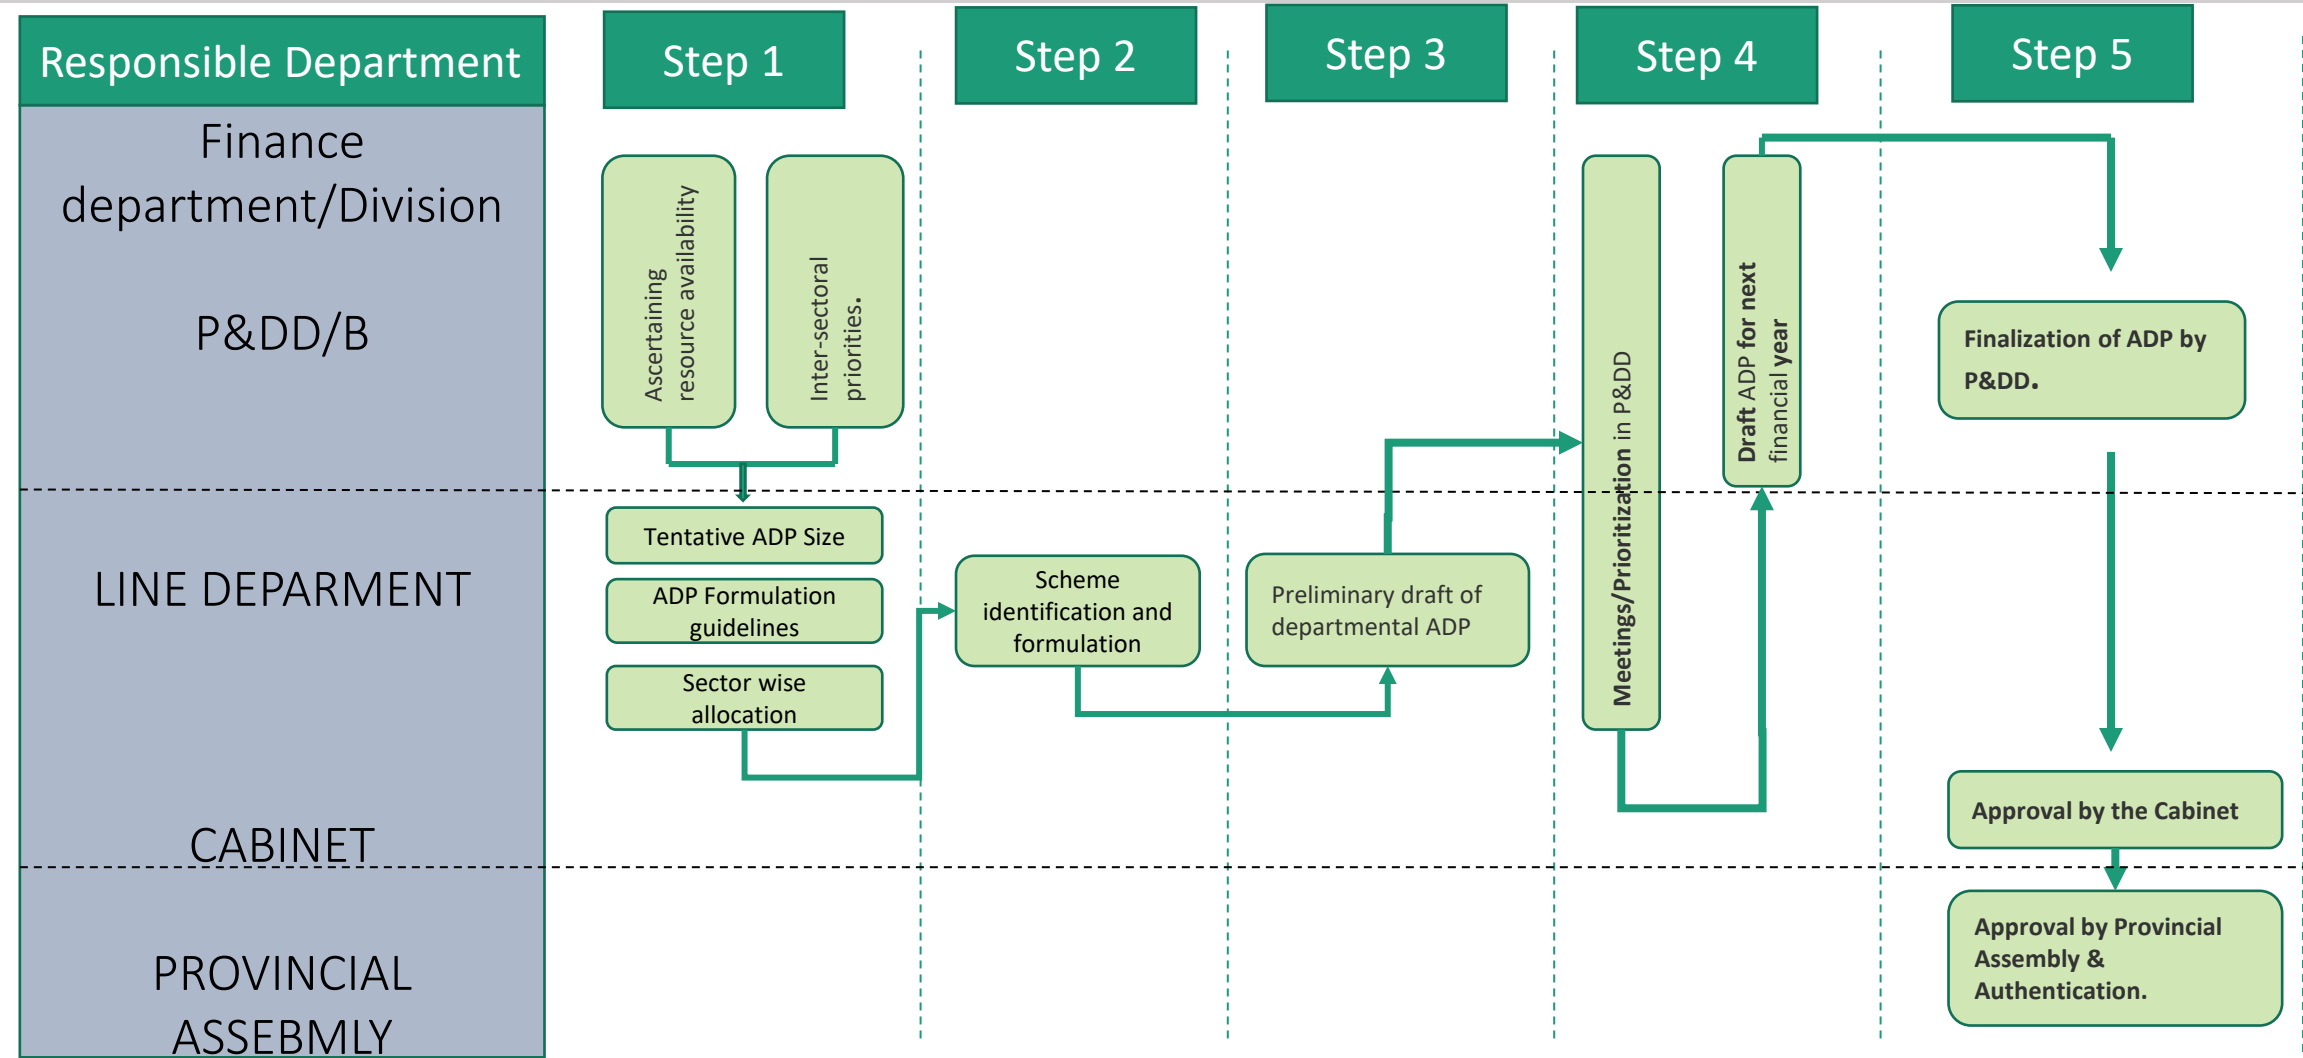 Responsible Department
Step 1
Step 2
Step 3
Step 4
Step 5
Finance
department/Division
P&DD/B
LINE DEPARMENT
CABINET
PROVINCIAL
ASSEBMLY
Ascertaining
resource availability
Inter-sectoral
priorities.
Tentative ADP Size
ADP Formulation
guidelines
Sector wise
allocation
Scheme
identification and
formulation
Preliminary draft of
departmental ADP
Meetings/Prioritization in P&DD
Draft ADP for next
financial year
Finalization of ADP by
P&DD.
Approval by the Cabinet
Approval by Provincial
Assembly &
Authentication.